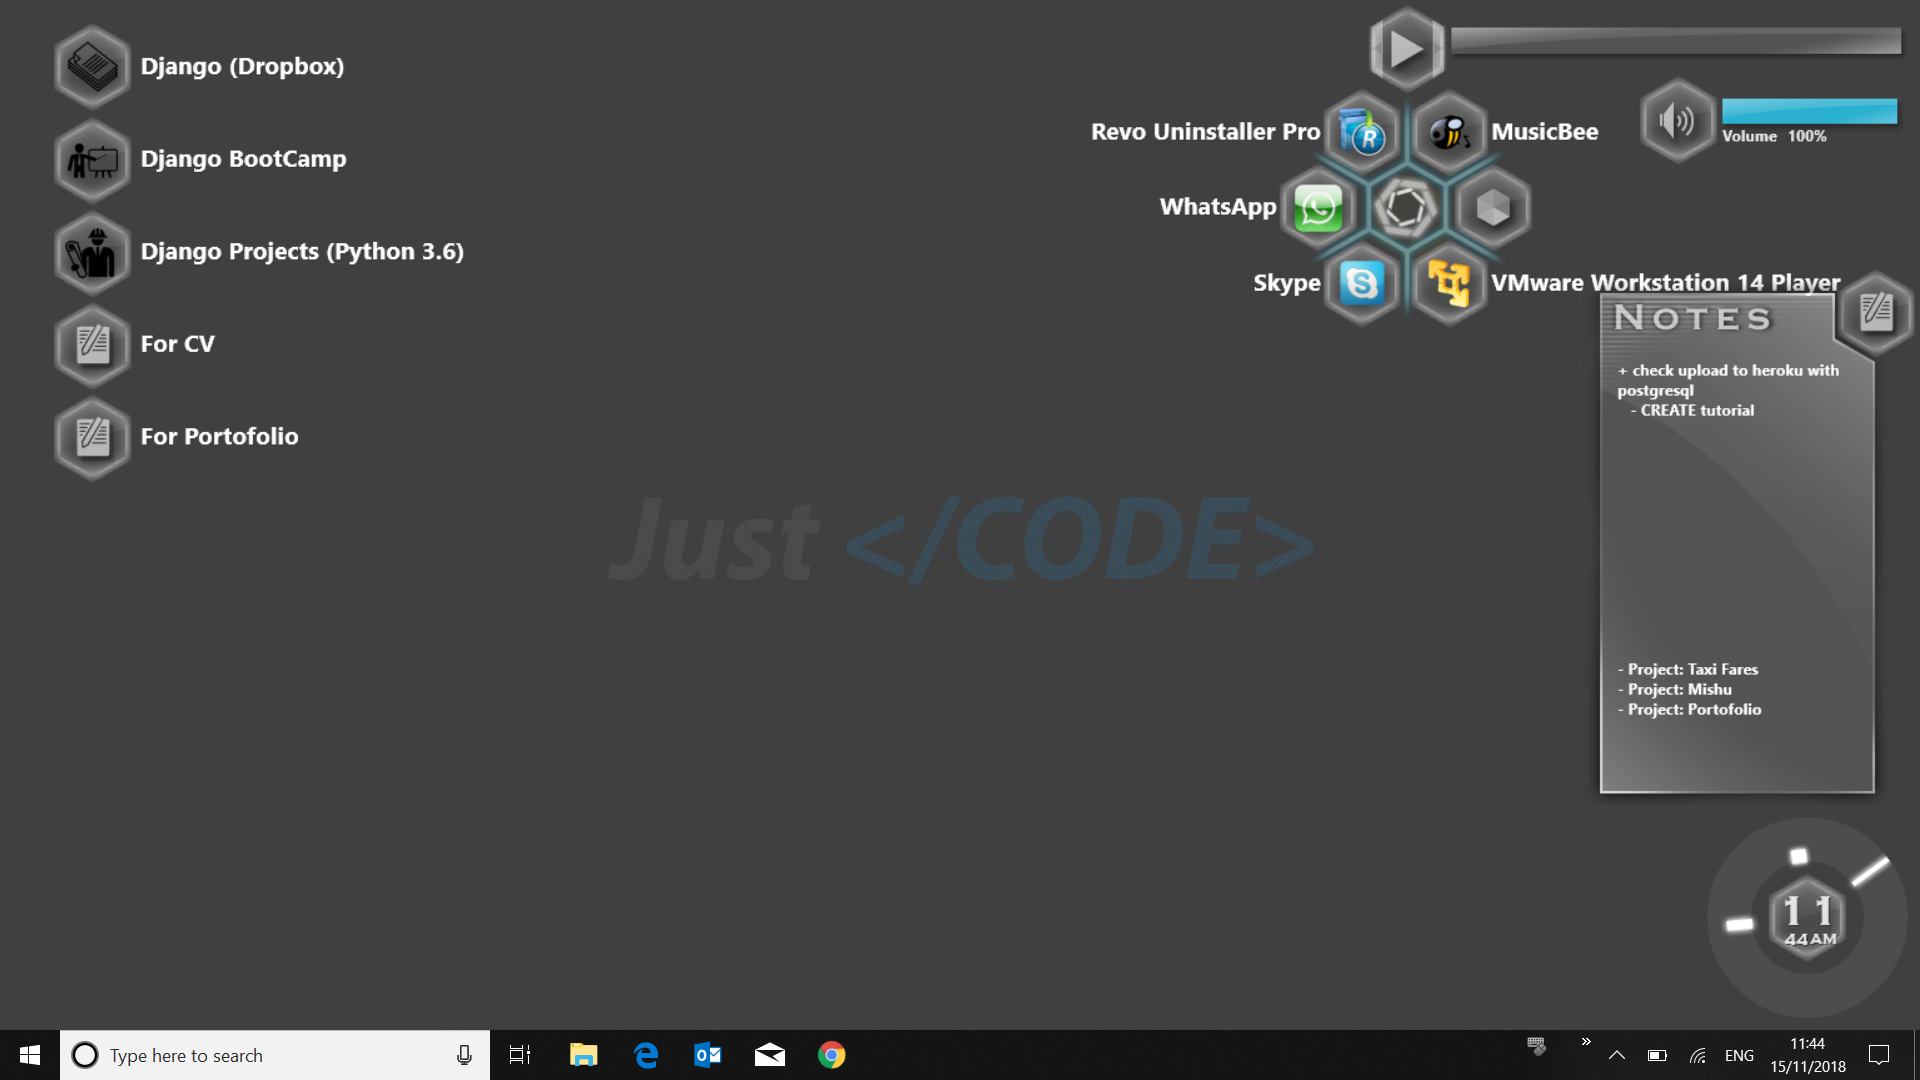 Django (Dropbox)
Django BootCamp
Django Projects (Python 3.6)
For CV
For Portofolio
Revo Uninstaller Pro
MusicBee
Volume 100%
WhatsApp
Skype
VMware Workstation 14 Player
NOTES
+ check upload to heroku with
postgresql
- CREATE tutorial
- Project: Taxi Fares
- Project: Mishu
- Project: Portofolio
Just </CODE>
11
44AM
Type here to search
ENG
11:44
15/11/2018